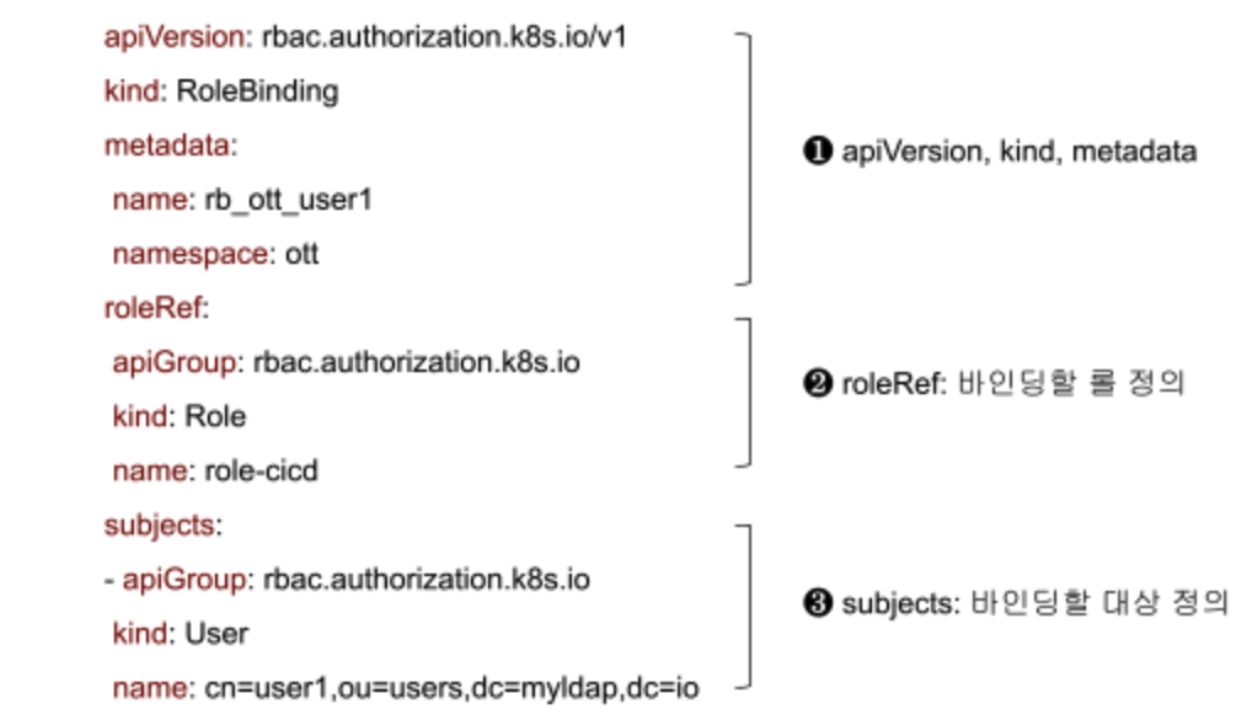 apiVersion: rbac.authorization.k8s.io/v1
kind: RoleBinding
metadata:
name: rb_ott_user1
namespace: ott
❶ apiVersion, kind, metadata
roleRef:
apiGroup: rbac.authorization.k8s.io
kind: Role
name: role-cicd
❷ roleRef: 바인딩할 롤 정의
subjects:
- apiGroup: rbac.authorization.k8s.io
kind: User
name: cn=user1,ou=users,dc=myldap,dc=io
❸ subjects: 바인딩할 대상 정의